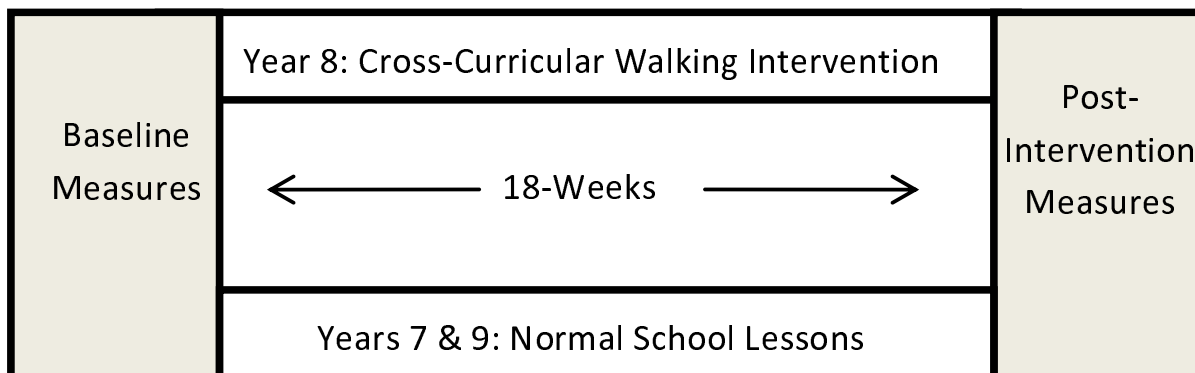 Baseline
Measures
Year 8: Cross-Curricular Walking Intervention
18-Weeks
Years 7 & 9: Normal School Lessons
Post-
Intervention
Measures